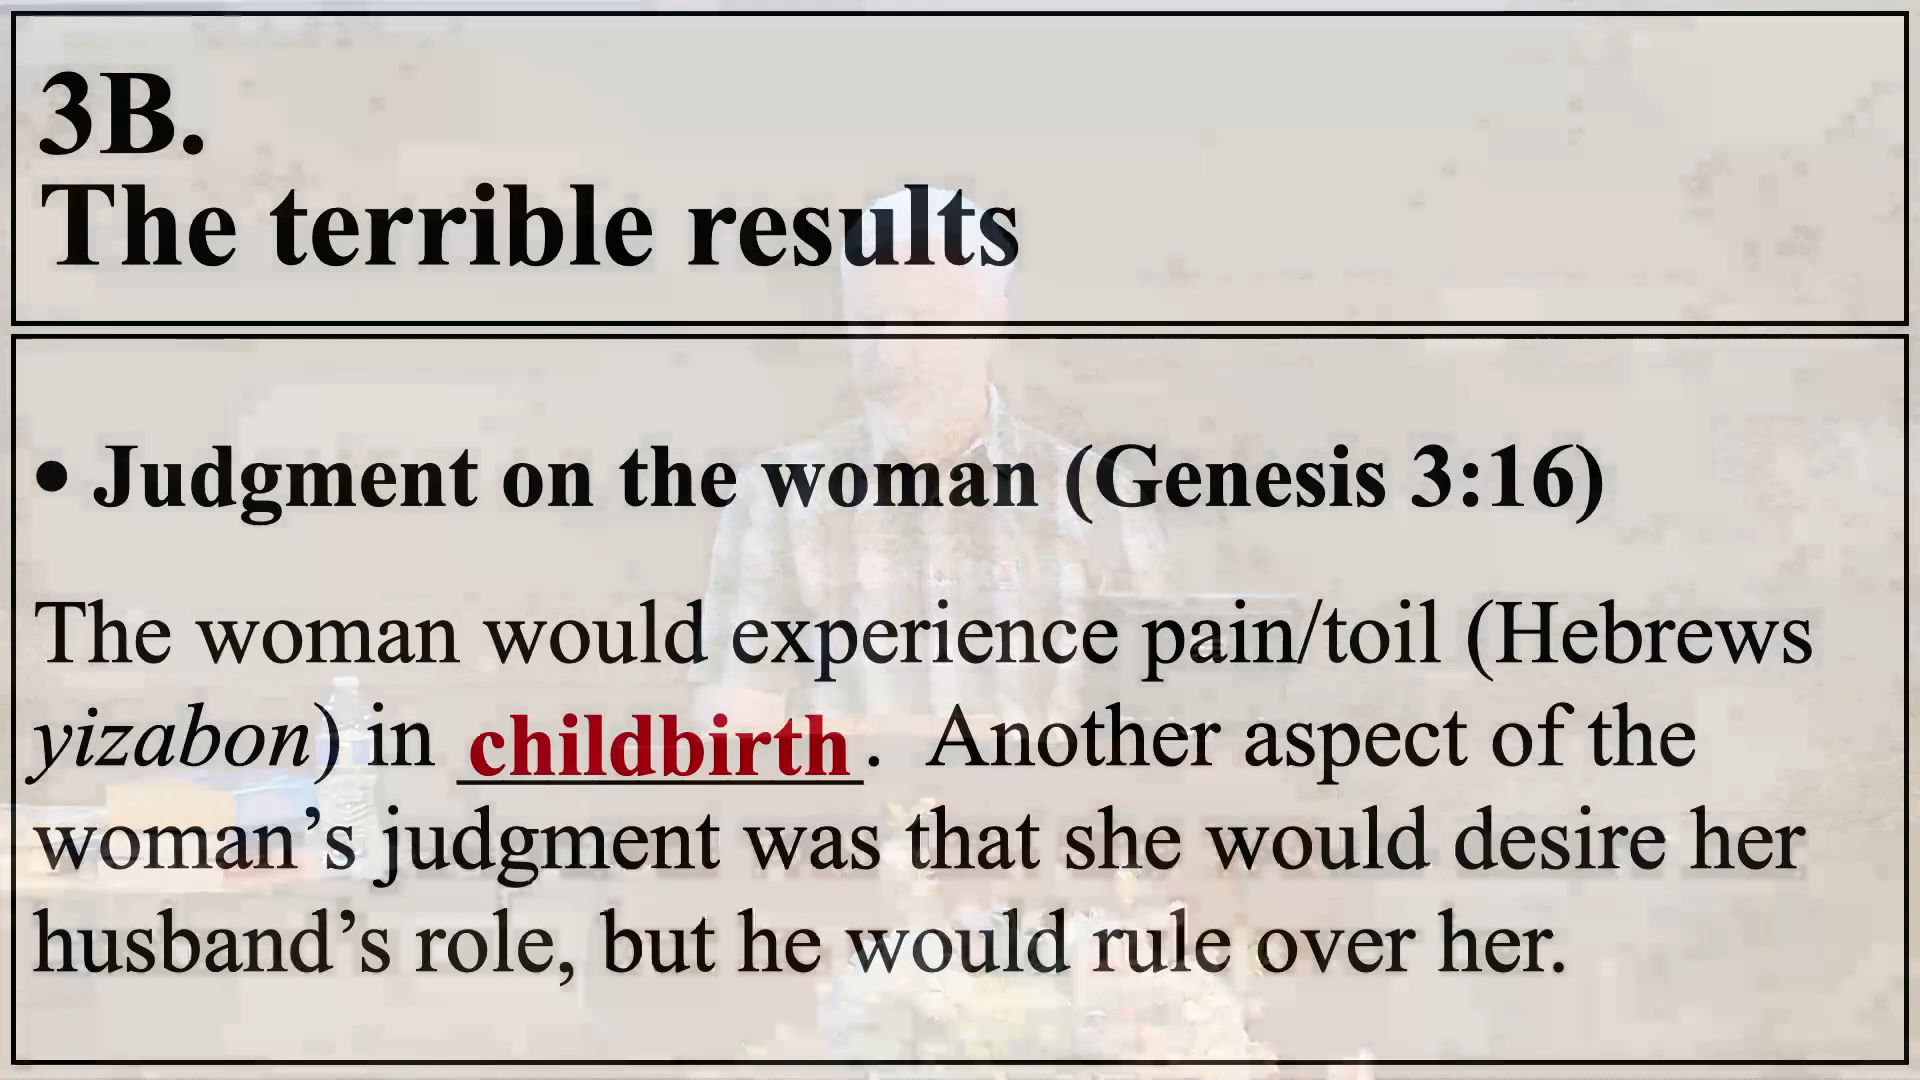 3B.
The terrible results
• Judgment on the woman (Genesis 3:16)
The woman would experience pain/toil (Hebrews
yizabon) in childbirth. Another aspect of the
woman’s judgment was that she would desire her
husband’s role, but he would rule over her.